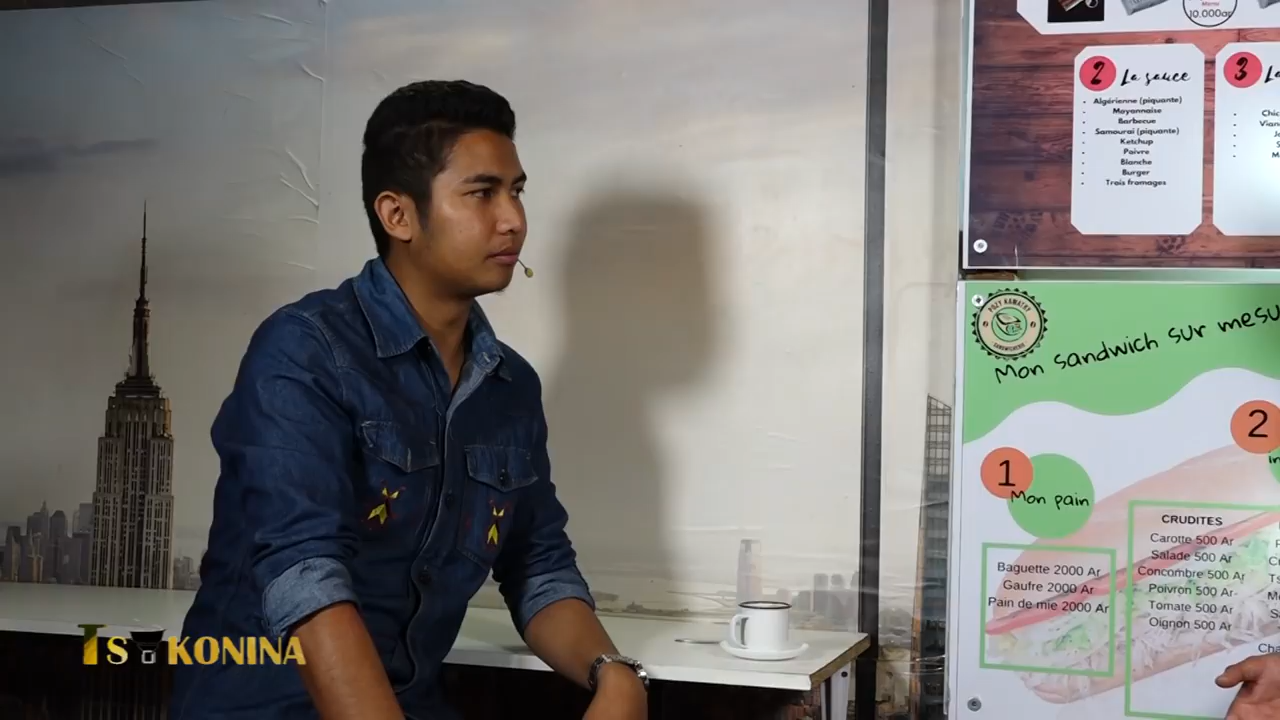 10.000ar
2 La sauce
Algérienne (piquante)
Mayonnaise
Barbecue
Samourai (piquante)
Ketchup
Poivre
Blanche
Burger
Trois fromages
3
Mon sandwich sur
SANDWICHERIE
1
Mon pain
2
Baguette 2000 Ar
Gaufre 2000 Ar
Pain de mie 2000 Ar
CRUDITES
Carotte 500 Ar
Salade 500 Ar
Concombre 500 Ar
Poivron 500 Ar
Tomate 500 Ar
Oignon 500 Ar
TSKONINA